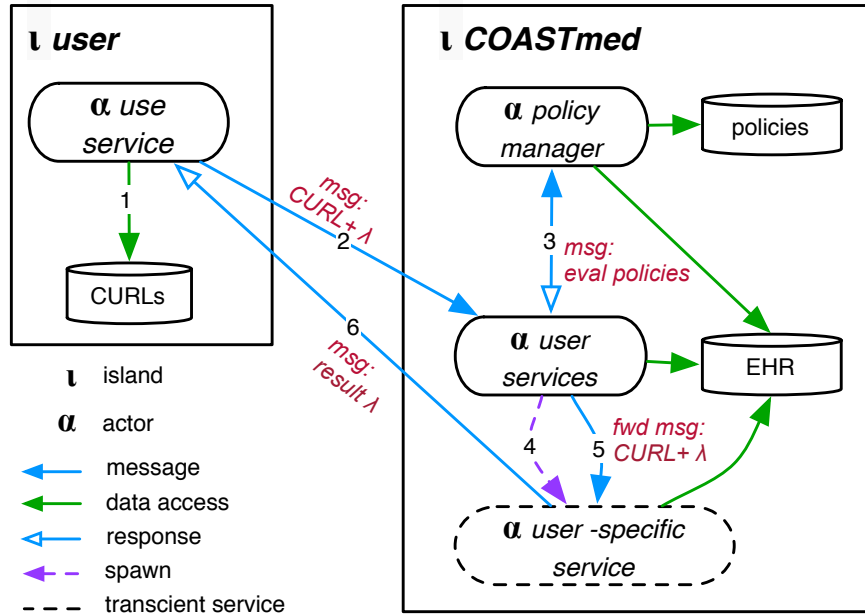 ι user
α use
service
1
CURLs
msg:
CURL+ λ
2
6
msg:
result λ
ι COASTmed
α policy
manager
policies
3
msg:
eval policies
α user
services
EHR
4
5
fwd msg:
CURL+ λ
α user -specific
service
ι island
α actor
message
data access
response
spawn
transcient service